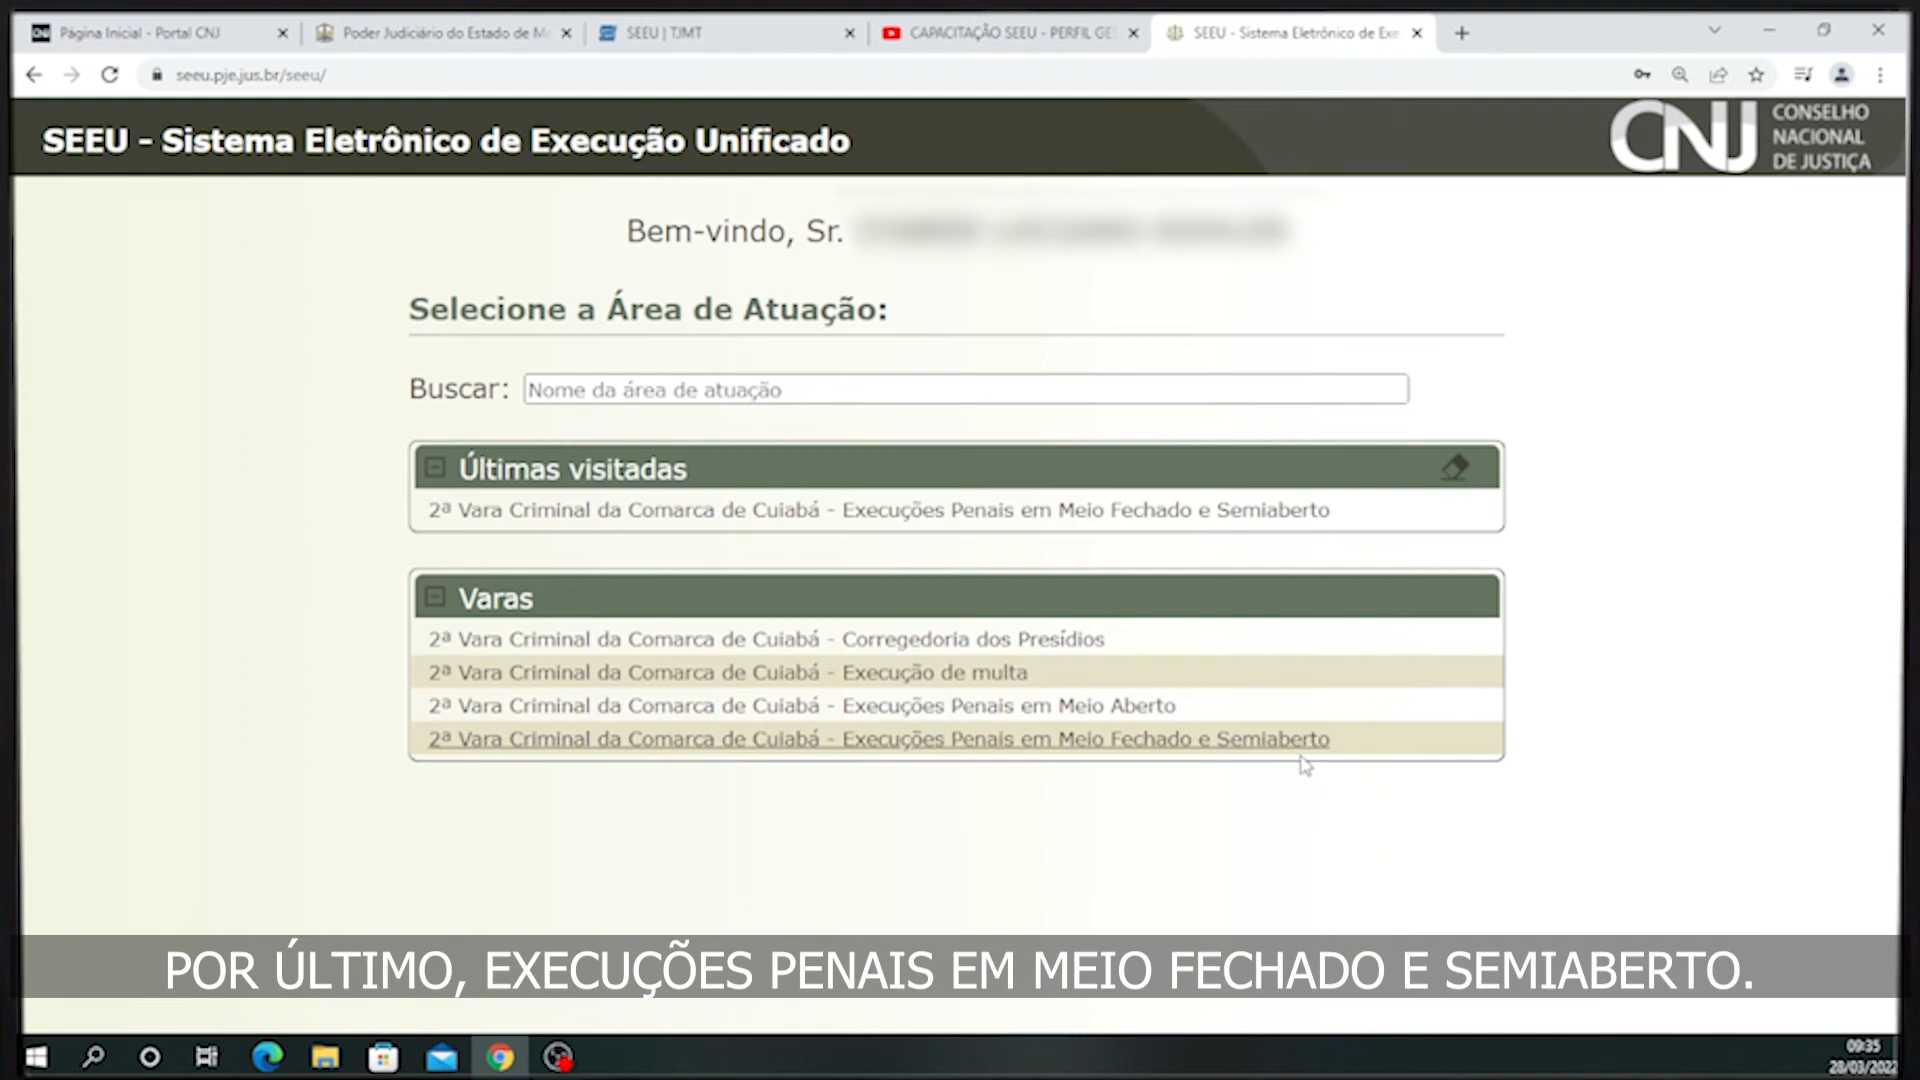 Página Inicial - Portal CNJ
Poder Judiciário do Estado de Ma
SEEU | TJMT
CAPACITAÇÃO SEEU - PERFIL GES
SEEU - Sistema Eletrônico de Exe
seeu.pje.jus.br/seeu/
SEEU - Sistema Eletrônico de Execução Unificado
CNJ
CONSELHO
NACIONAL
DE JUSTIÇA
Bem-vindo, Sr.
Selecione a Área de Atuação:
Buscar: Nome da área de atuação
Últimas visitadas
2ª Vara Criminal da Comarca de Cuiabá - Execuções Penais em Meio Fechado e Semiaberto
Varas
2ª Vara Criminal da Comarca de Cuiabá - Corregedoria dos Presídios
2ª Vara Criminal da Comarca de Cuiabá - Execução de multa
2ª Vara Criminal da Comarca de Cuiabá - Execuções Penais em Meio Aberto
2ª Vara Criminal da Comarca de Cuiabá - Execuções Penais em Meio Fechado e Semiaberto
POR ÚLTIMO, EXECUÇÕES PENAIS EM MEIO FECHADO E SEMIABERTO.
09:35
28/03/2022